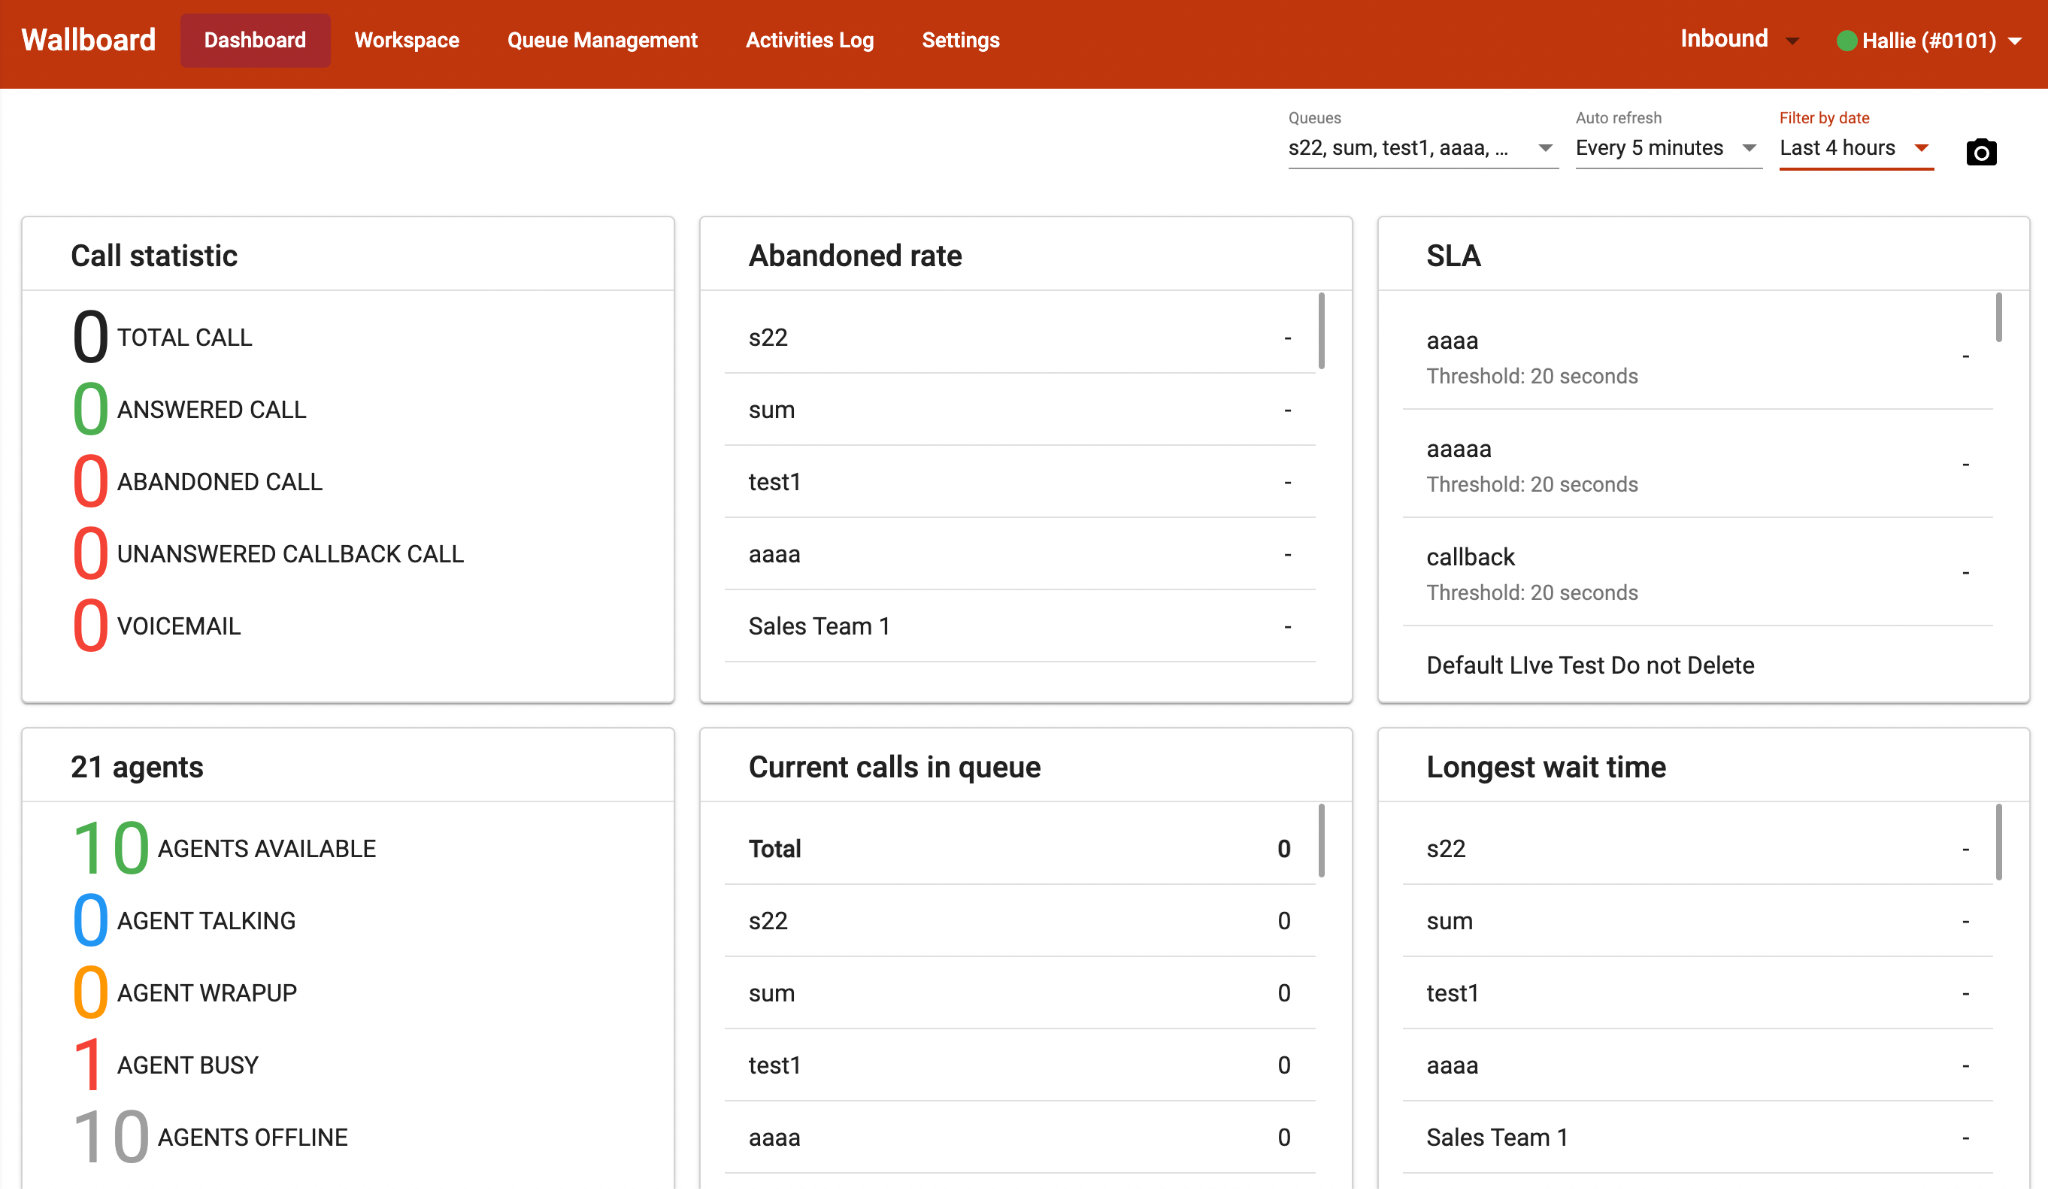 Wallboard Dashboard Workspace Queue Management Activities Log Settings Inbound Hallie (#0101)
Queues Auto refresh Filter by date
s22, sum, test1, aaaa, ... Every 5 minutes Last 4 hours
Call statistic
0 TOTAL CALL
0 ANSWERED CALL
0 ABANDONED CALL
0 UNANSWERED CALLBACK CALL
0 VOICEMAIL
Abandoned rate
s22 -
sum -
test1 -
aaaa -
Sales Team 1 -
SLA
aaaa
Threshold: 20 seconds -
aaaaa
Threshold: 20 seconds -
callback
Threshold: 20 seconds -
Default LIve Test Do not Delete
21 agents
10 AGENTS AVAILABLE
0 AGENT TALKING
0 AGENT WRAPUP
1 AGENT BUSY
10 AGENTS OFFLINE
Current calls in queue
Total 0
s22 0
sum 0
test1 0
aaaa 0
Longest wait time
s22 -
sum -
test1 -
aaaa -
Sales Team 1 -